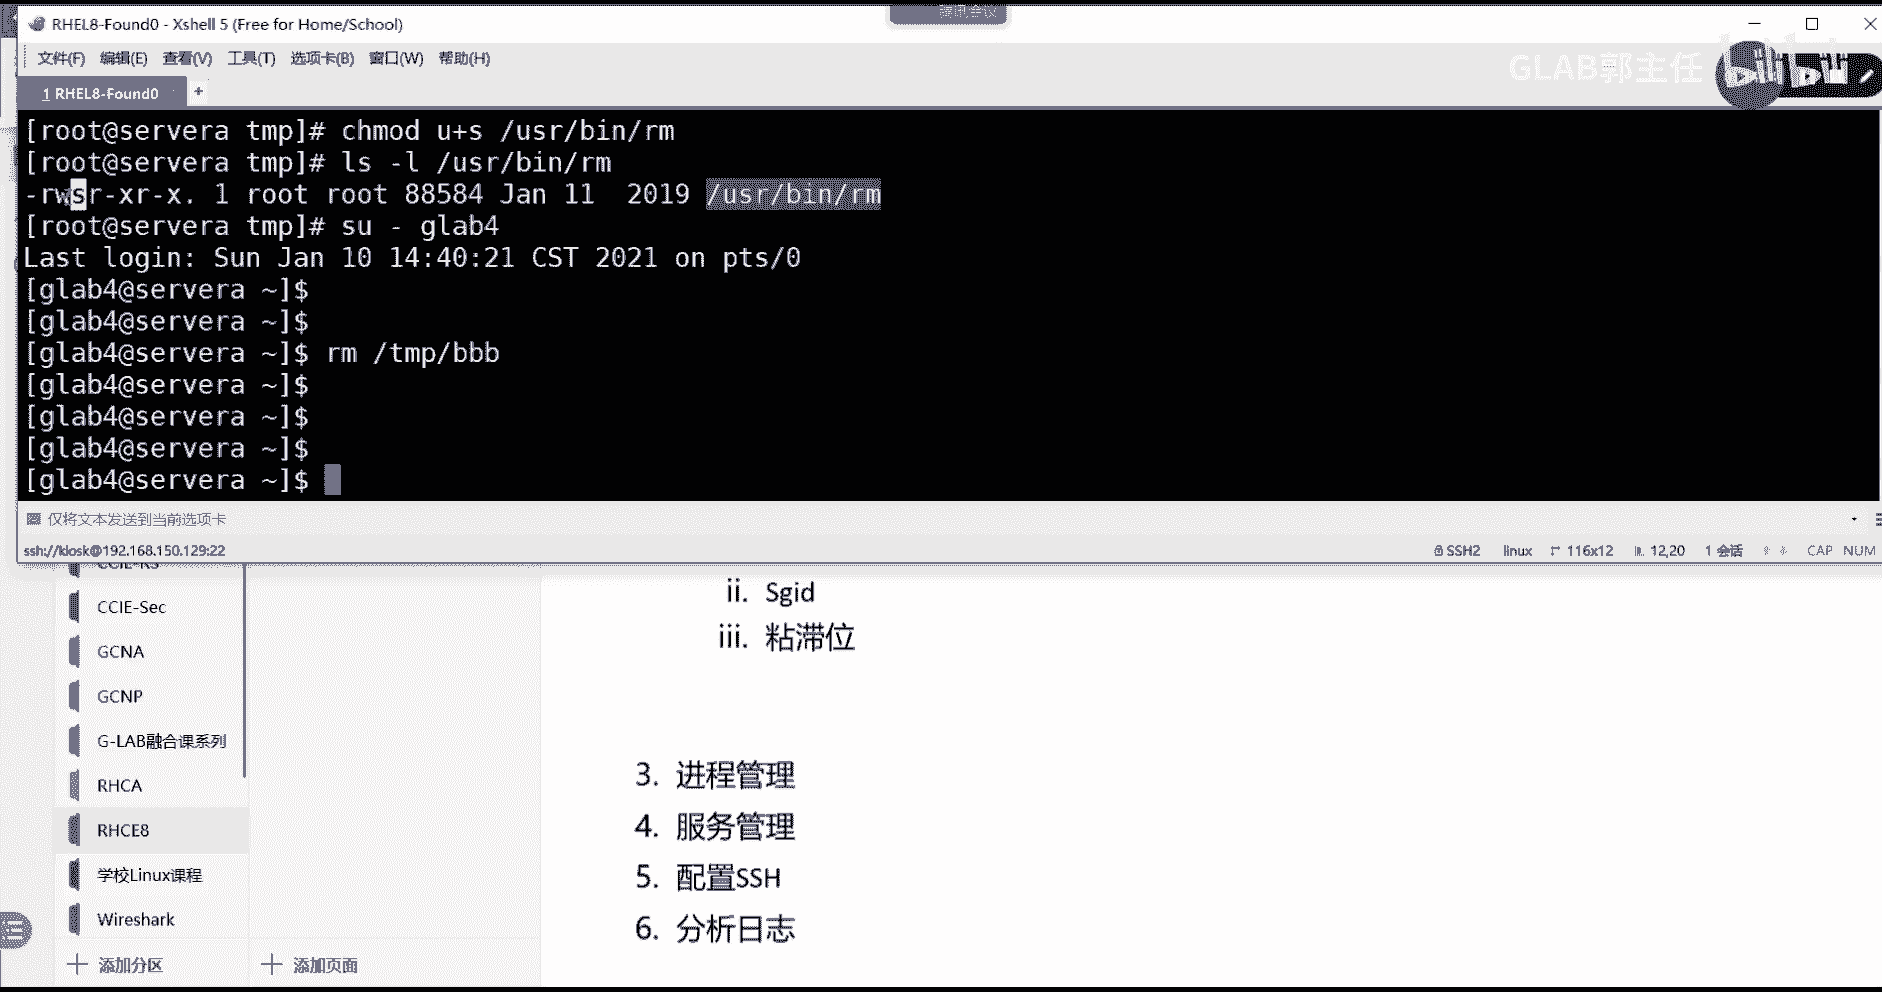 RHEL8-Found0 - Xshell 5 (Free for Home/School)
腾讯会议
文件(F) 编辑(E) 查看(V) 工具(T) 选项卡(B) 窗口(W) 帮助(H)
GLAB郭主任
bilibili
1 RHEL8-Found0 +
[root@servera tmp]# chmod u+s /usr/bin/rm
[root@servera tmp]# ls -l /usr/bin/rm
-rwsr-xr-x. 1 root root 88584 Jan 11  2019 /usr/bin/rm
[root@servera tmp]# su - glab4
Last login: Sun Jan 10 14:40:21 CST 2021 on pts/0
[glab4@servera ~]$
[glab4@servera ~]$
[glab4@servera ~]$ rm /tmp/bbb
[glab4@servera ~]$
[glab4@servera ~]$
[glab4@servera ~]$
[glab4@servera ~]$
仅将文本发送到当前选项卡
ssh://kiosk@192.168.150.129:22 SSH2 linux 116x12 12,20 1 会话 CAP NUM
CCIE-RS
CCIE-Sec
GCNA
GCNP
G-LAB融合课系列
RHCA
RHCE8
学校Linux课程
Wireshark
添加分区
添加页面
ii. Sgid
iii. 粘滞位
3. 进程管理
4. 服务管理
5. 配置SSH
6. 分析日志